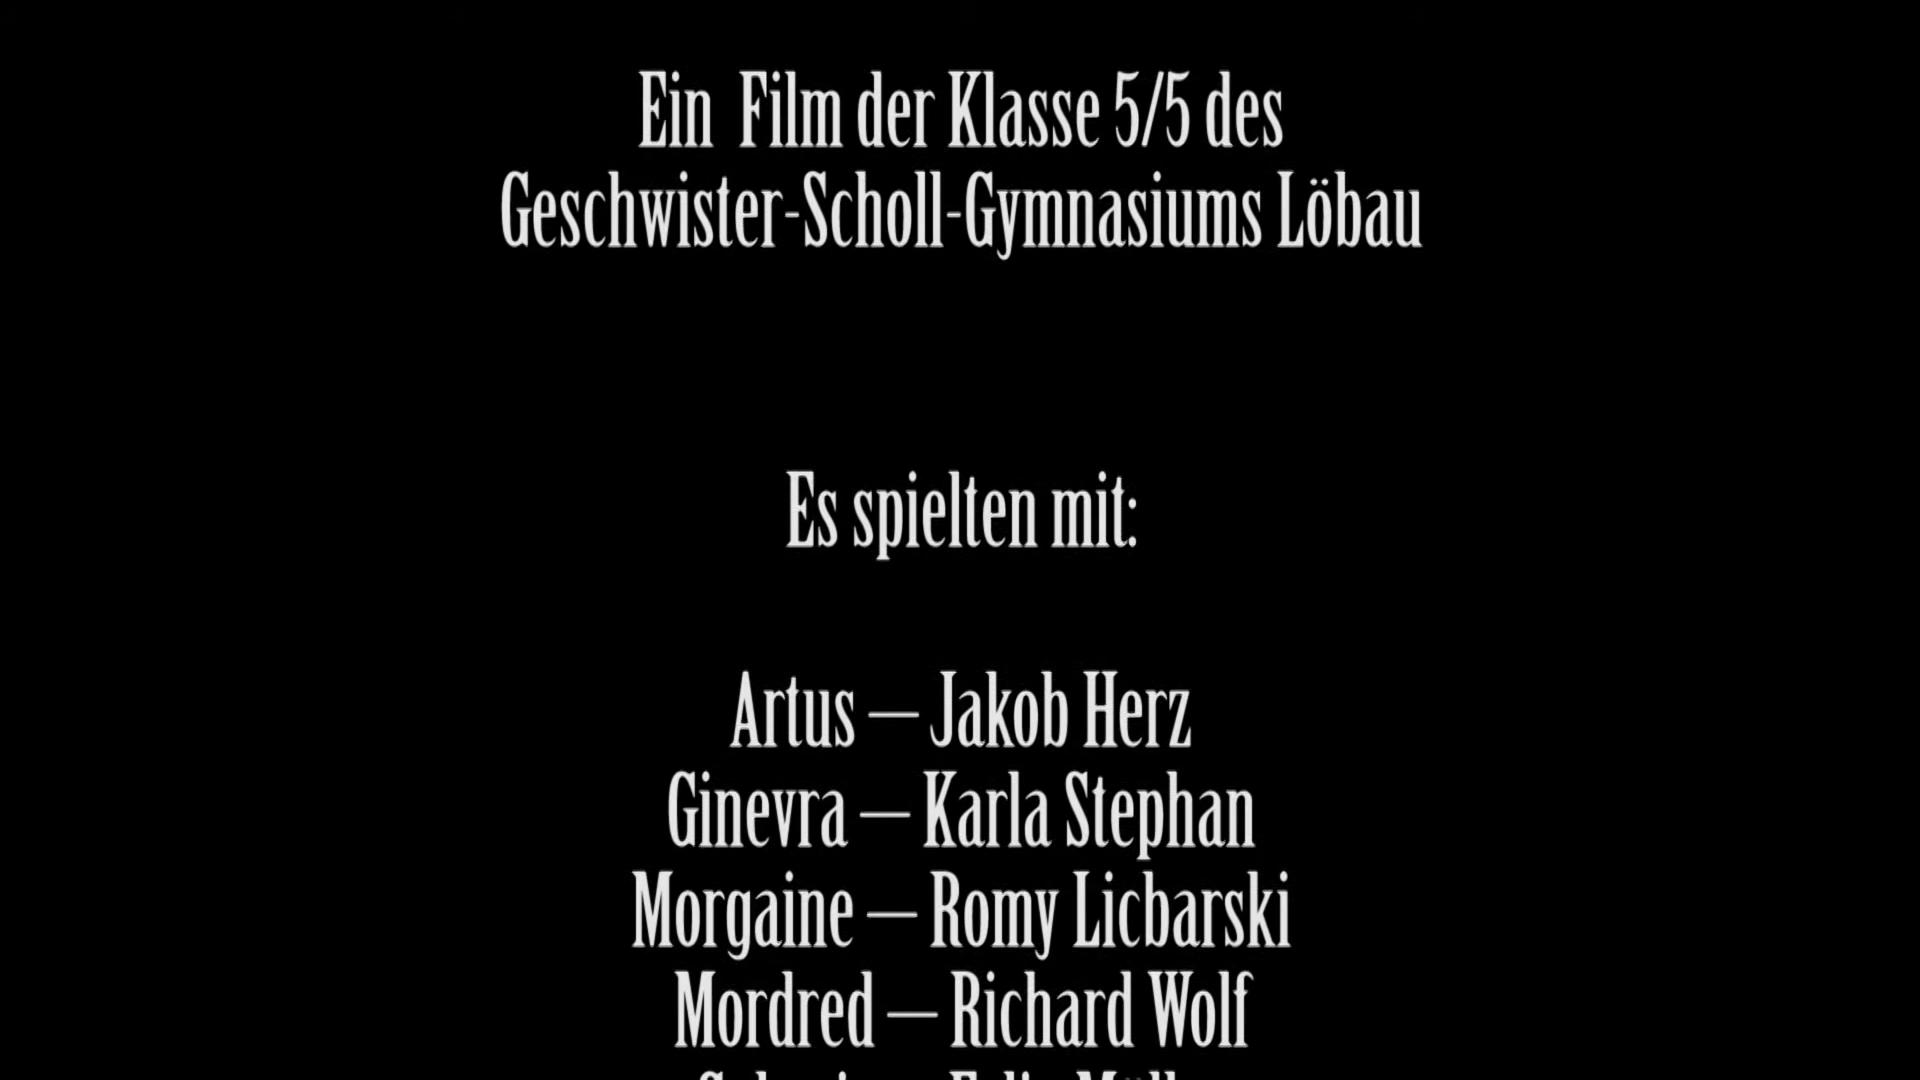 Ein Film der Klasse 5/5 des
Geschwister-Scholl-Gymnasiums Löbau
Es spielten mit:
Artus – Jakob Herz
Ginevra – Karla Stephan
Morgaine – Romy Licbarski
Mordred – Richard Wolf